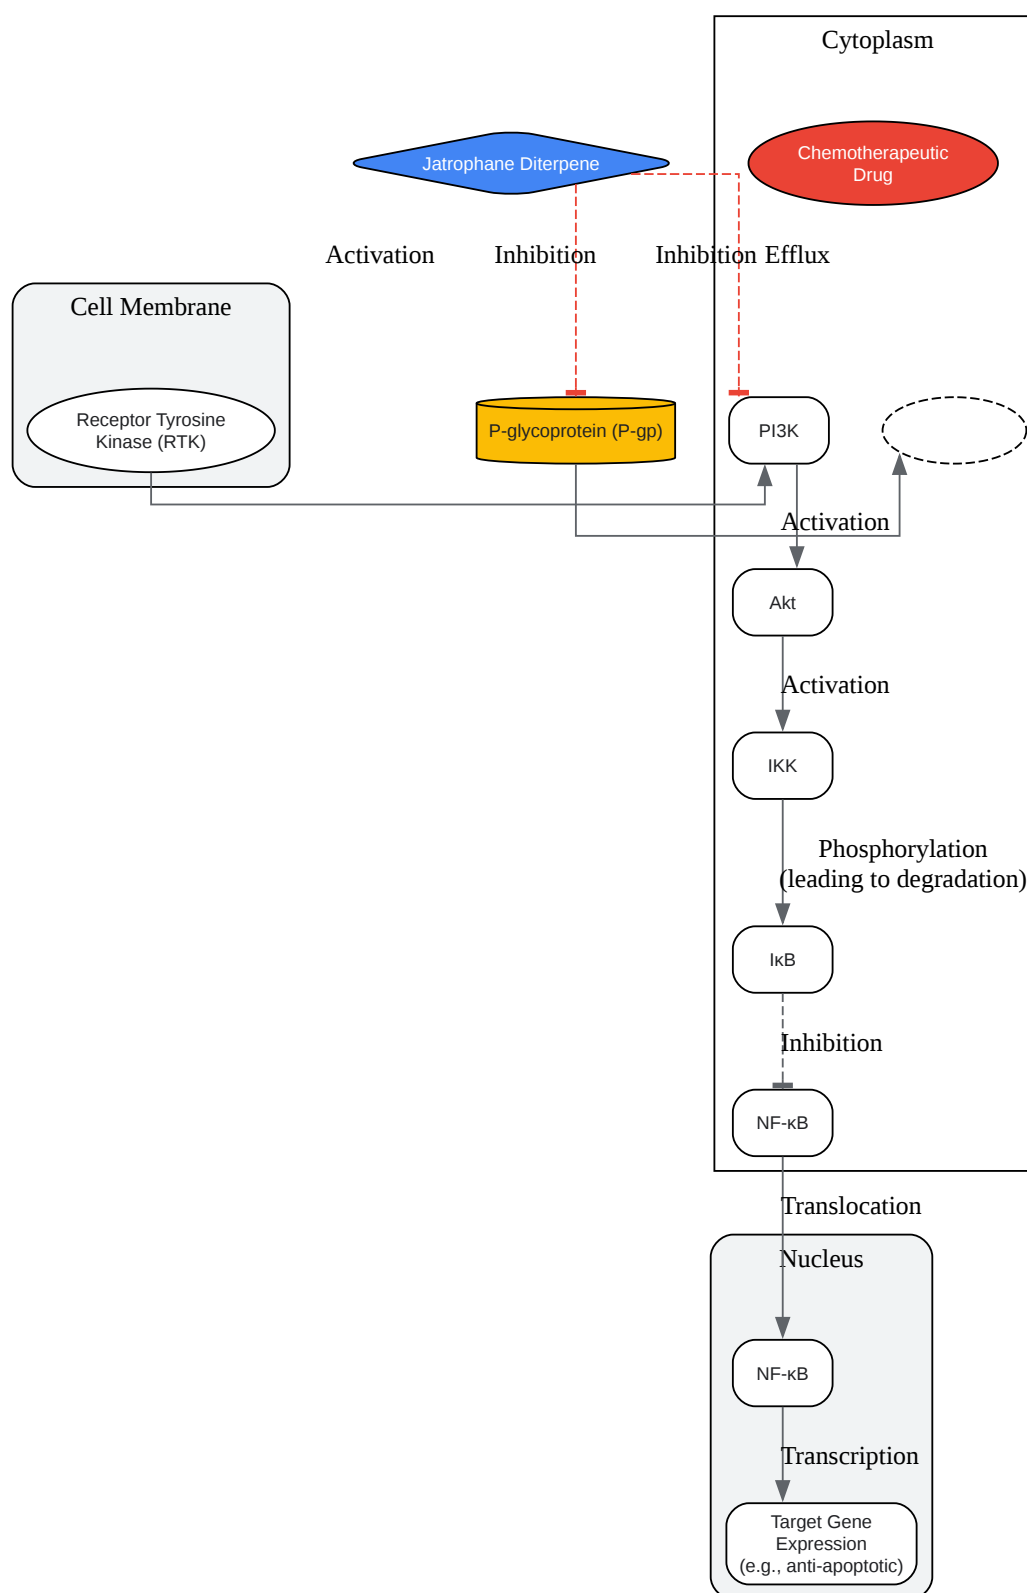 Cytoplasm
Jatrophane Diterpene
Chemotherapeutic
Drug
Activation
Inhibition
Inhibition
Efflux
Cell Membrane
Receptor Tyrosine
Kinase (RTK)
P-glycoprotein (P-gp)
PI3K
Activation
Akt
Activation
IKK
Phosphorylation
(leading to degradation)
IκB
Inhibition
NF-κB
Translocation
Nucleus
NF-κB
Transcription
Target Gene
Expression
(e.g., anti-apoptotic)